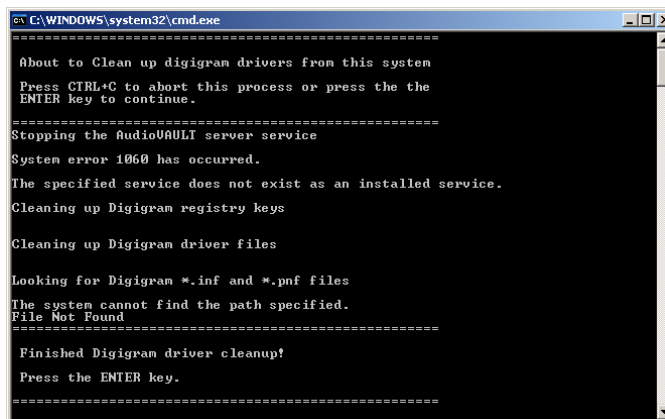 C:\WINDOWS\system32\cmd.exe
=====================================================
About to Clean up digigram drivers from this system
Press CTRL+C to abort this process or press the the
ENTER key to continue.
=====================================================
Stopping the AudioVAULT server service
System error 1060 has occurred.
The specified service does not exist as an installed service.
Cleaning up Digigram registry keys
Cleaning up Digigram driver files
Looking for Digigram *.inf and *.pnf files
The system cannot find the path specified.
File Not Found
=====================================================
Finished Digigram driver cleanup!
Press the ENTER key.
=====================================================